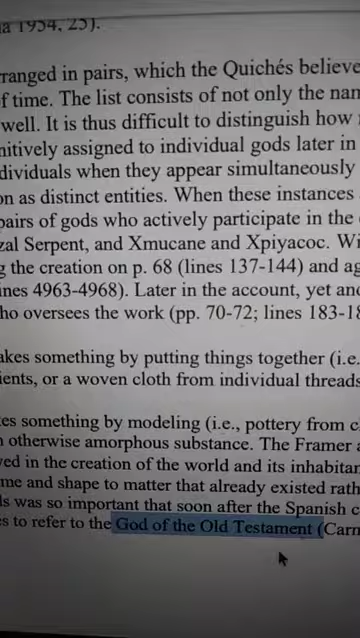 a 1954, 25).
ranged in pairs, which the Quichés believe
f time. The list consists of not only the nam
well. It is thus difficult to distinguish how
nitively assigned to individual gods later in
dividuals when they appear simultaneously
on as distinct entities. When these instances
pairs of gods who actively participate in the
zal Serpent, and Xmucane and Xpiyacoc. Wi
g the creation on p. 68 (lines 137-144) and ag
ines 4963-4968). Later in the account, yet ano
ho oversees the work (pp. 70-72; lines 183-18
akes something by putting things together (i.e.
ients, or a woven cloth from individual threads
es something by modeling (i.e., pottery from c
n otherwise amorphous substance. The Framer a
ved in the creation of the world and its inhabitan
me and shape to matter that already existed rath
ds was so important that soon after the Spanish c
s to refer to the God of the Old Testament (Carn